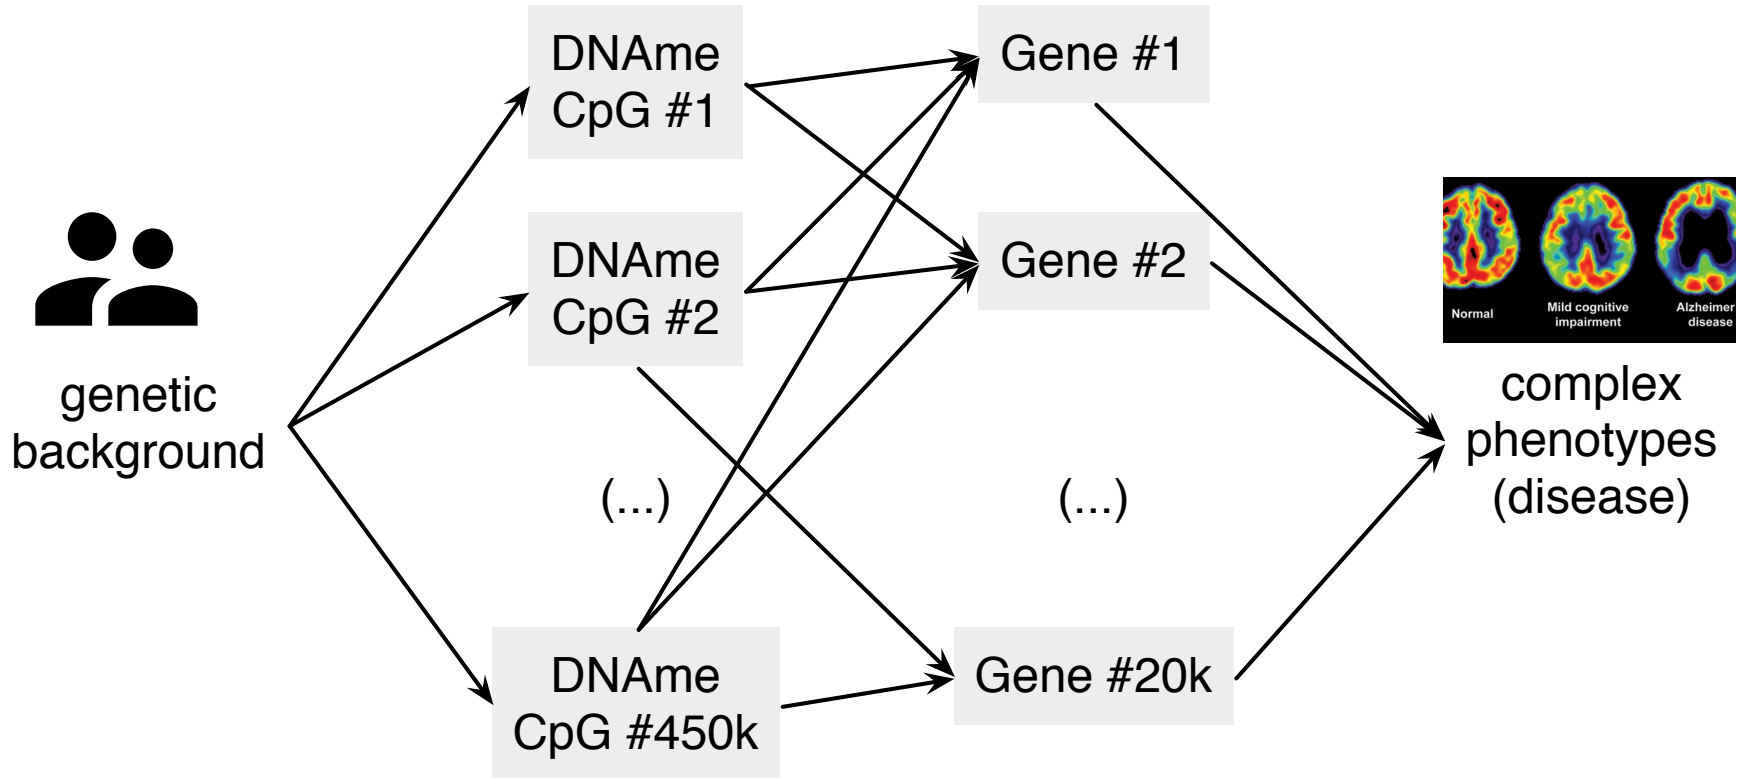 genetic
background
DNAme
CpG #1
DNAme
CpG #2
(...)
DNAme
CpG #450k
Gene #1
Gene #2
(...)
Gene #20k
Normal
Mild cognitive
impairment
Alzheimer
disease
complex
phenotypes
(disease)